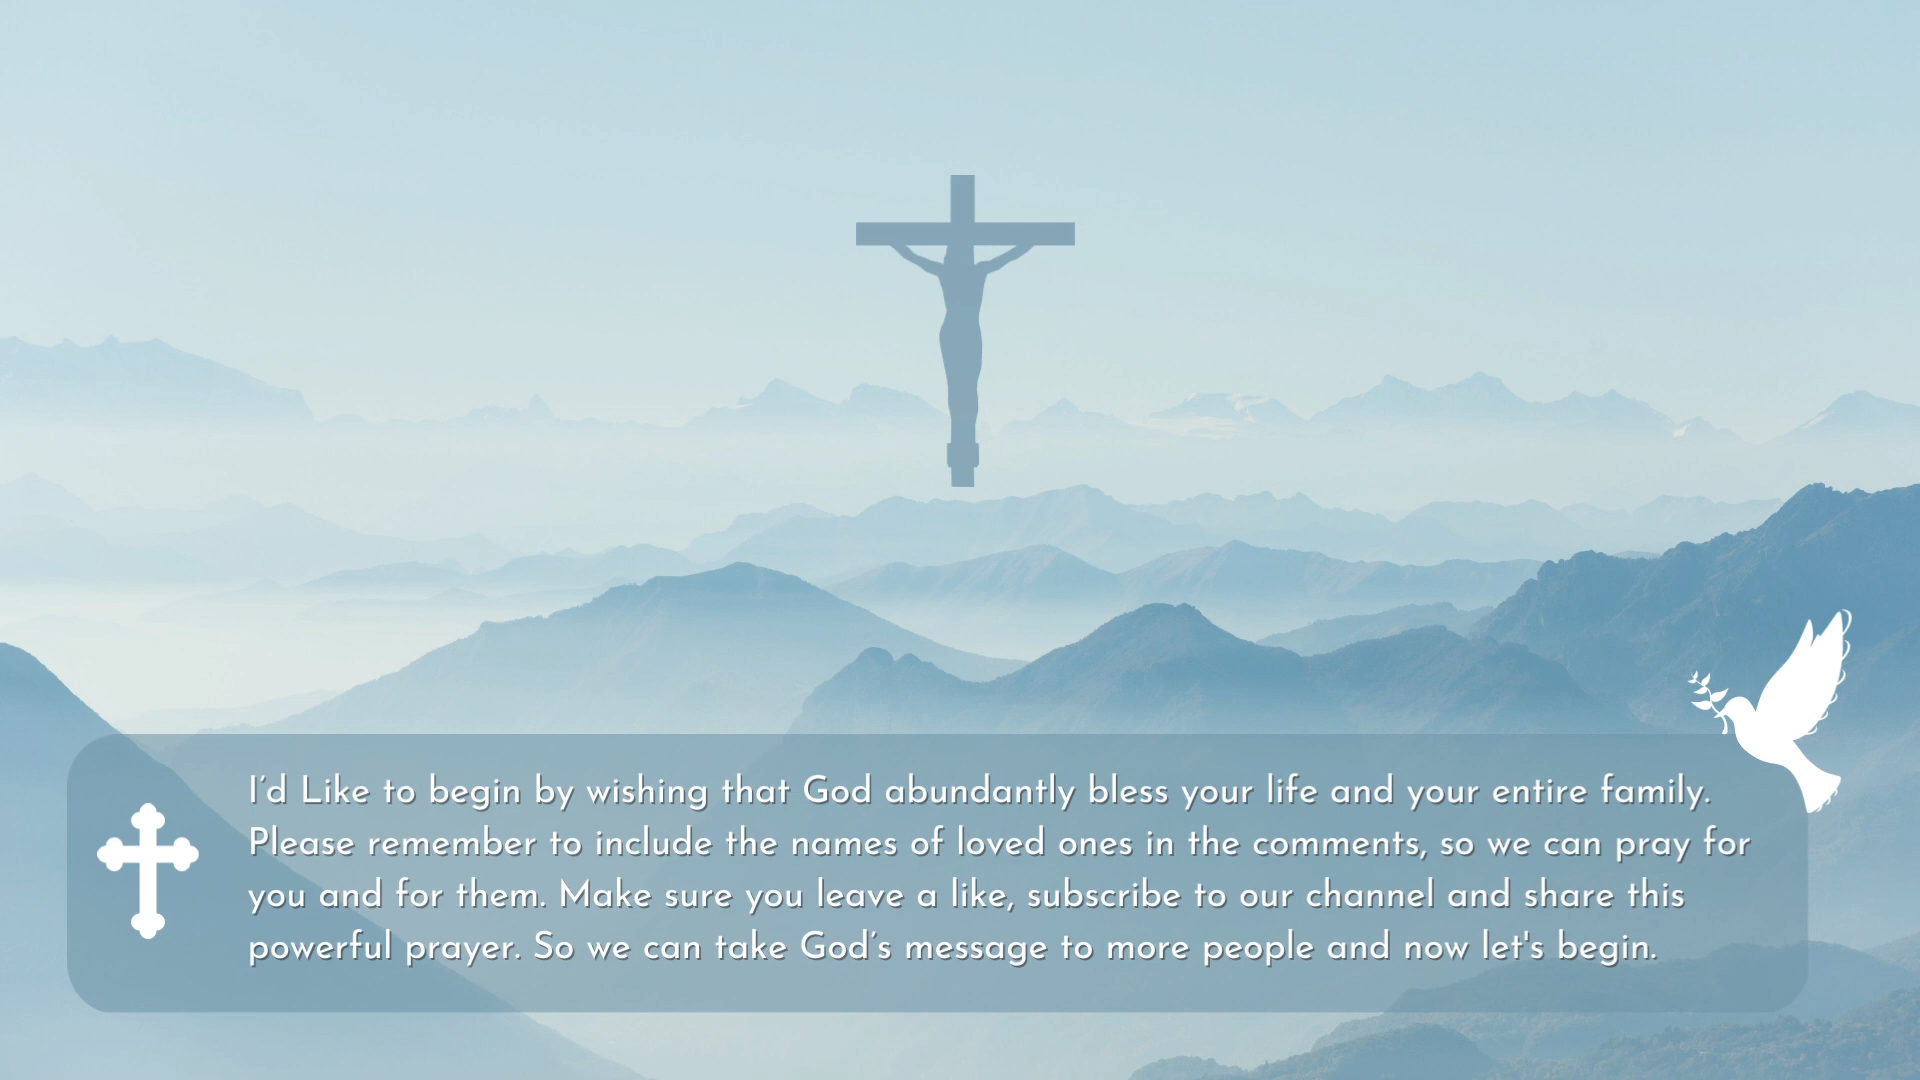 I’d Like to begin by wishing that God abundantly bless your life and your entire family.
Please remember to include the names of loved ones in the comments, so we can pray for
you and for them. Make sure you leave a like, subscribe to our channel and share this
powerful prayer. So we can take God’s message to more people and now let's begin.